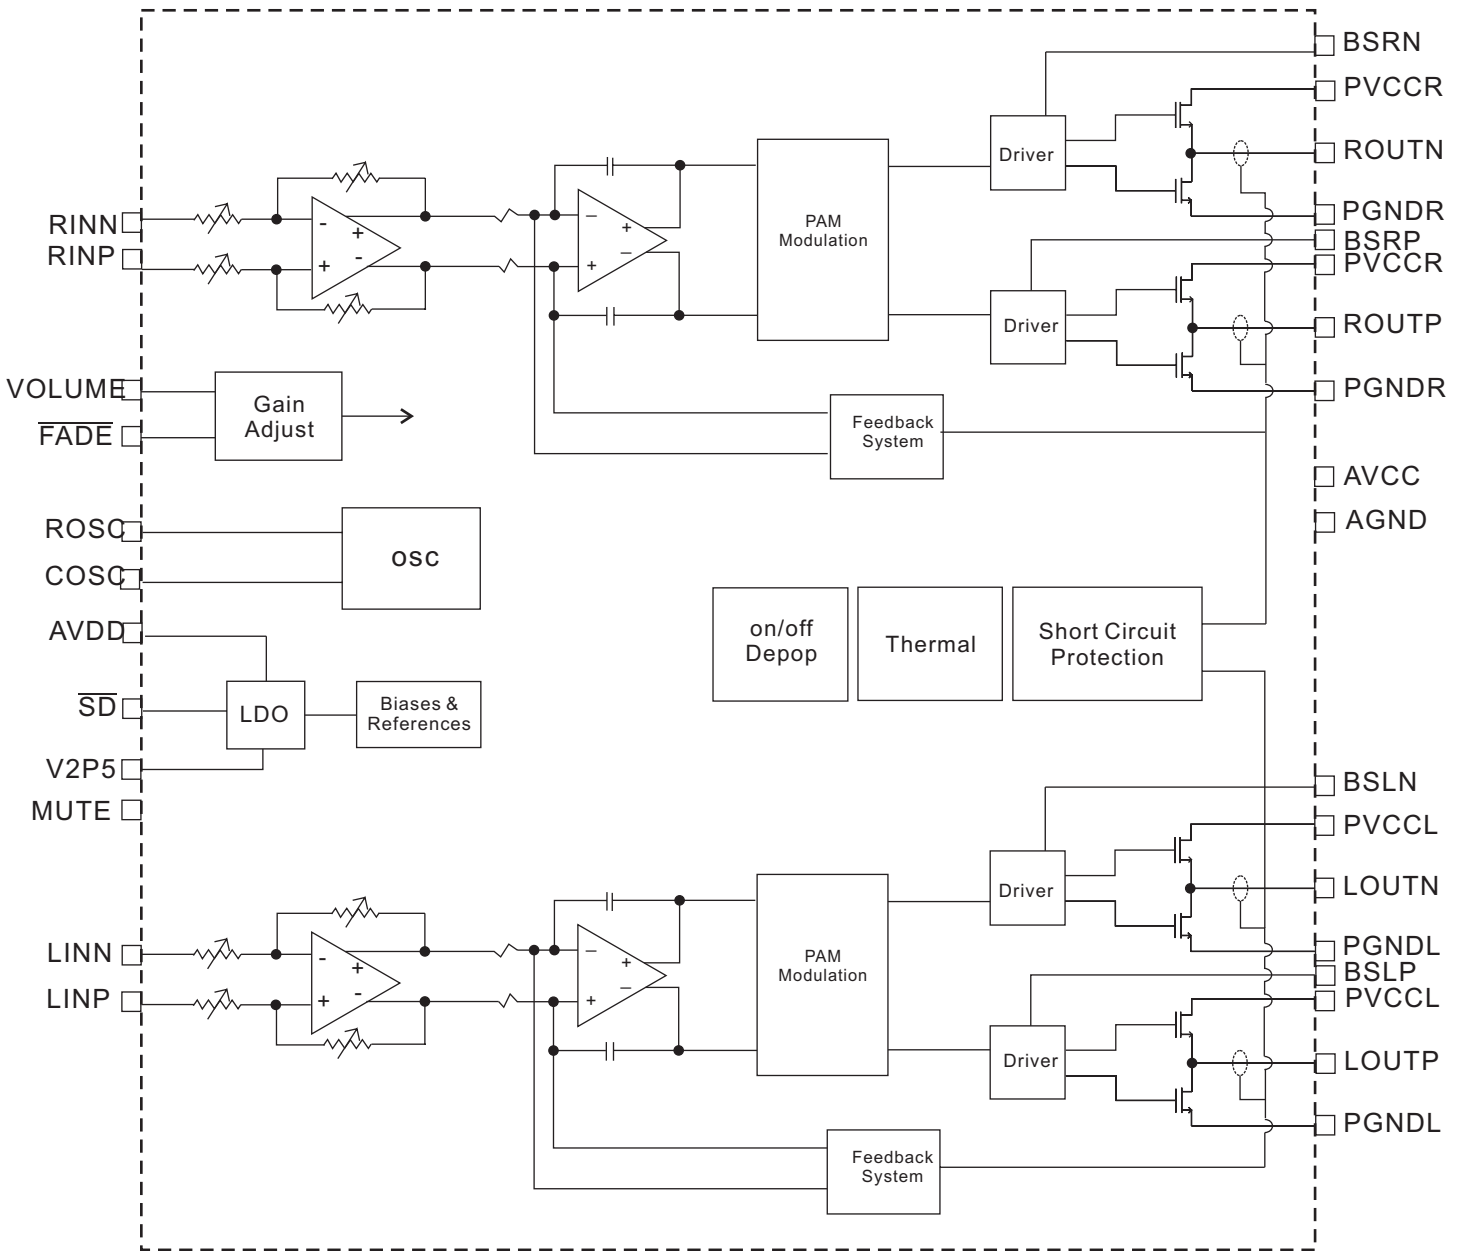 BSRN
PVCCR
Driver
ROUTN
RINN
RINP
PAM
Modulation
PGNDR
BSRP
PVCCR
Driver
ROUTP
VOLUME
FADE
Gain
Adjust
PGNDR
Feedback
System
AVCC
AGND
ROSC
COSC
OSC
AVDD
on/off
Depop
Thermal
Short Circuit
Protection
SD
LDO
Biases &
References
V2P5
MUTE
BSLN
PVCCL
Driver
LOUTN
LINN
LINP
PAM
Modulation
PGNDL
BSLP
PVCCL
Driver
LOUTP
PGNDL
Feedback
System